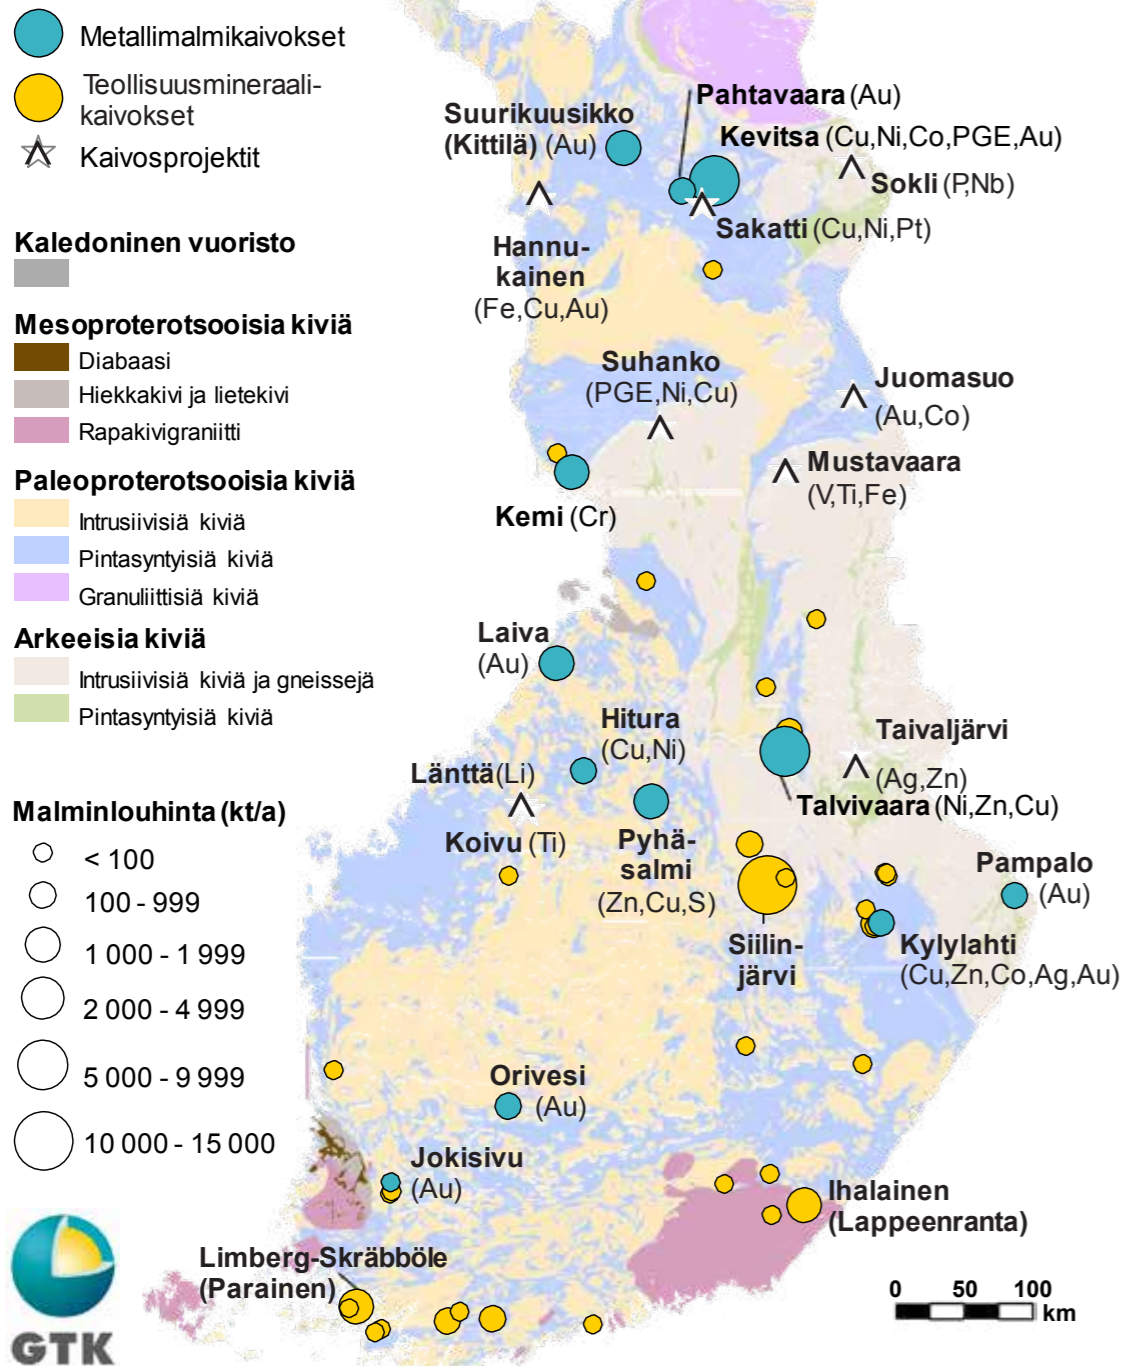 Metallimalmikaivokset
Teollisuusmineraali-
kaivokset
Kaivosprojektit
Kaledoninen vuoristo
Mesoproterotsooisia kiviä
Diabaasi
Hiekkakivi ja lietekivi
Rapakivigraniitti
Paleoproterotsooisia kiviä
Intrusiivisiä kiviä
Pintasyntyisiä kiviä
Granuliittisiä kiviä
Arkeeisia kiviä
Intrusiivisiä kiviä ja gneissejä
Pintasyntyisiä kiviä
Malminlouhinta (kt/a)
< 100
100 - 999
1 000 - 1 999
2 000 - 4 999
5 000 - 9 999
10 000 - 15 000
GTK
Pahtavaara (Au)
Suurikuusikko
(Kittilä) (Au)
Kevitsa (Cu,Ni,Co,PGE,Au)
Sokli (P,Nb)
Sakatti (Cu,Ni,Pt)
Hannu-
kainen
(Fe,Cu,Au)
Suhanko
(PGE,Ni,Cu)
Juomasuo
(Au,Co)
Mustavaara
(V,Ti,Fe)
Kemi (Cr)
Laiva
(Au)
Hitura
(Cu,Ni)
Taivaljärvi
(Ag,Zn)
Länttä(Li)
Talvivaara (Ni,Zn,Cu)
Koivu (Ti)
Pyhä-
salmi
(Zn,Cu,S)
Pampalo
(Au)
Siilin-
järvi
Kylylahti
(Cu,Zn,Co,Ag,Au)
Orivesi
(Au)
Jokisivu
(Au)
Ihalainen
(Lappeenranta)
Limberg-Skräbböle
(Parainen)
0 50 100
km